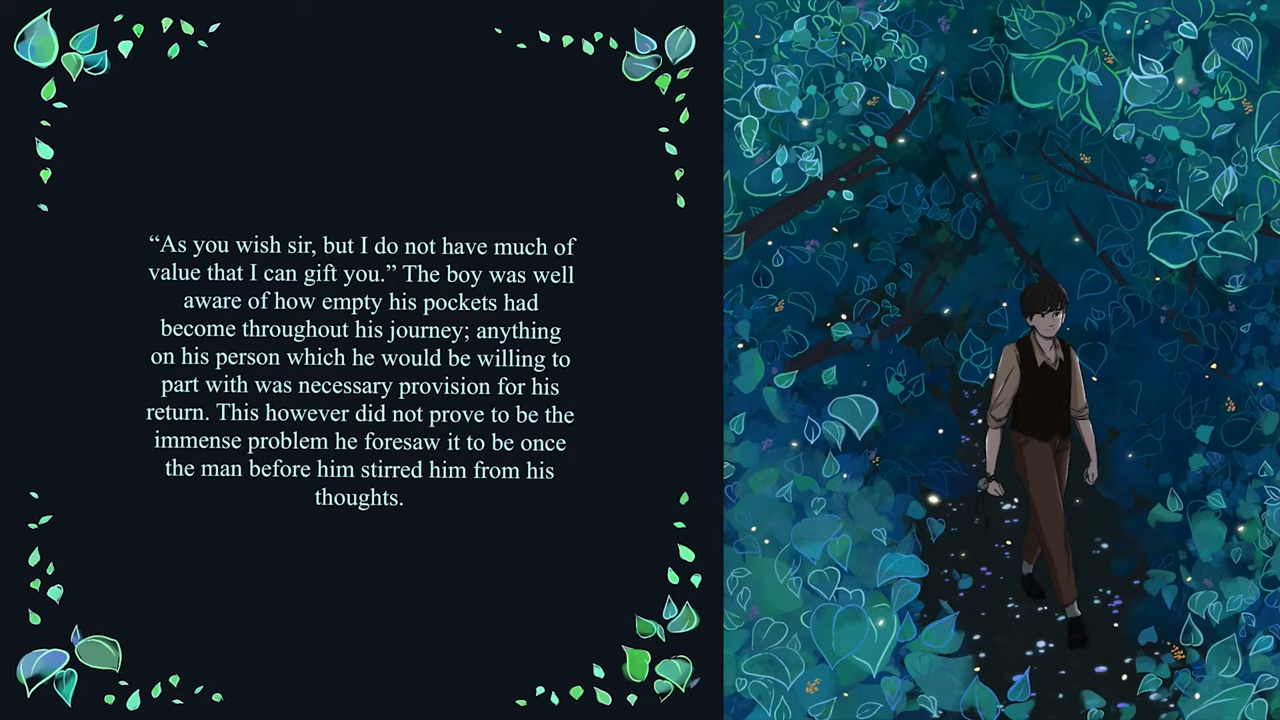 “As you wish sir, but I do not have much of
value that I can gift you.” The boy was well
aware of how empty his pockets had
become throughout his journey; anything
on his person which he would be willing to
part with was necessary provision for his
return. This however did not prove to be the
immense problem he foresaw it to be once
the man before him stirred him from his
thoughts.